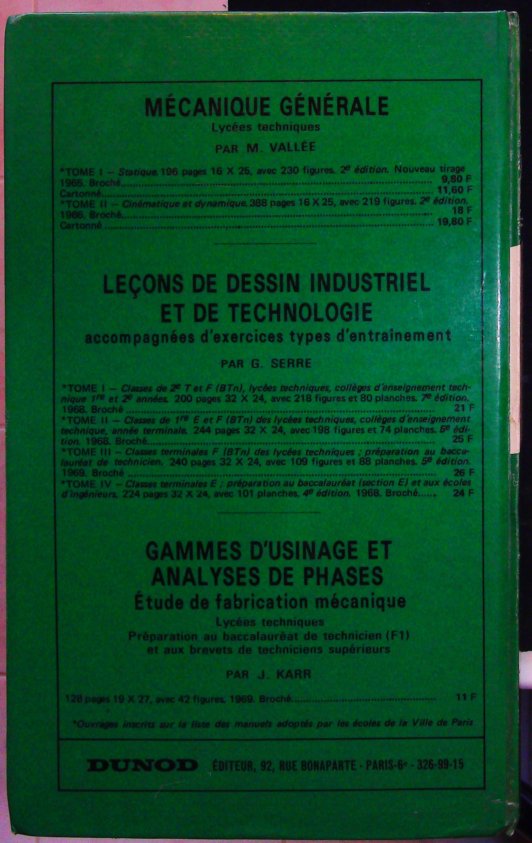 MÉCANIQUE GÉNÉRALE
Lycées techniques
PAR M. VALLÉE
*TOME I – Statique. 196 pages 16 X 25, avec 230 figures. 2e édition. Nouveau tirage
1965. Broché........ 9,80 F
Cartonné........ 11,60 F
*TOME II – Cinématique et dynamique. 388 pages 16 X 25, avec 219 figures. 2e édition.
1966. Broché........ 18 F
Cartonné........ 19,80 F
LEÇONS DE DESSIN INDUSTRIEL
ET DE TECHNOLOGIE
accompagnées d'exercices types d'entraînement
PAR G. SERRE
*TOME I – Classes de 2e T et F (BTn), lycées techniques, collèges d'enseignement tech-
nique 1re et 2e années. 200 pages 32 X 24, avec 218 figures et 80 planches. 7e édition.
1968. Broché ........ 21 F
*TOME II – Classes de 1re E et F (BTn) des lycées techniques, collèges d'enseignement
technique, année terminale. 244 pages 32 X 24, avec 198 figures et 74 planches. 5e édi-
tion. 1968. Broché........ 25 F
*TOME III – Classes terminales F (BTn) des lycées techniques ; préparation au bacca-
lauréat de technicien. 240 pages 32 X 24, avec 109 figures et 88 planches. 5e édition.
1969. Broché ........ 26 F
*TOME IV – Classes terminales E ; préparation au baccalauréat (section E) et aux écoles
d'ingénieurs. 224 pages 32 X 24, avec 101 planches. 4e édition. 1968. Broché...... 24 F
GAMMES D'USINAGE ET
ANALYSES DE PHASES
Étude de fabrication mécanique
Lycées techniques
Préparation au baccalauréat de technicien (F1)
et aux brevets de techniciens supérieurs
PAR J. KARR
128 pages 19 X 27, avec 42 figures. 1969. Broché........ 11 F
*Ouvrages inscrits sur la liste des manuels adoptés par les écoles de la Ville de Paris
DUNOD ÉDITEUR, 92, RUE BONAPARTE - PARIS-6e - 326-99-15